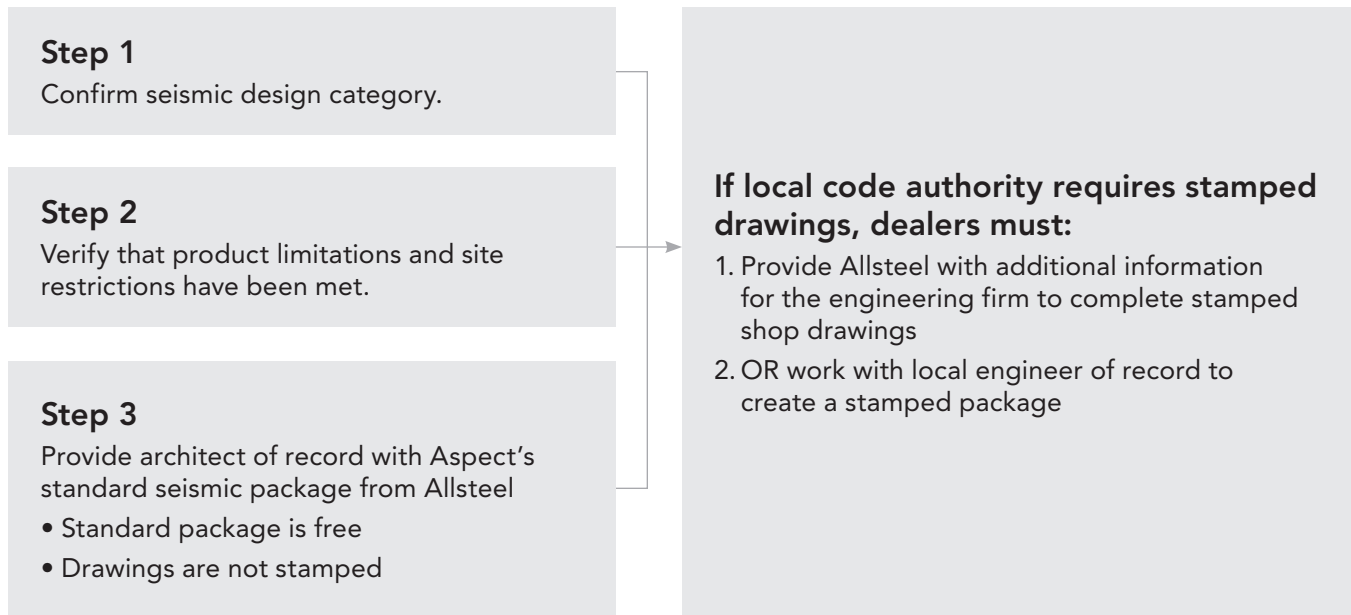 Step 1
Confirm seismic design category.
Step 2
Verify that product limitations and site
restrictions have been met.
Step 3
Provide architect of record with Aspect’s
standard seismic package from Allsteel
• Standard package is free
• Drawings are not stamped
If local code authority requires stamped
drawings, dealers must:
1. Provide Allsteel with additional information
for the engineering firm to complete stamped
shop drawings
2. OR work with local engineer of record to
create a stamped package